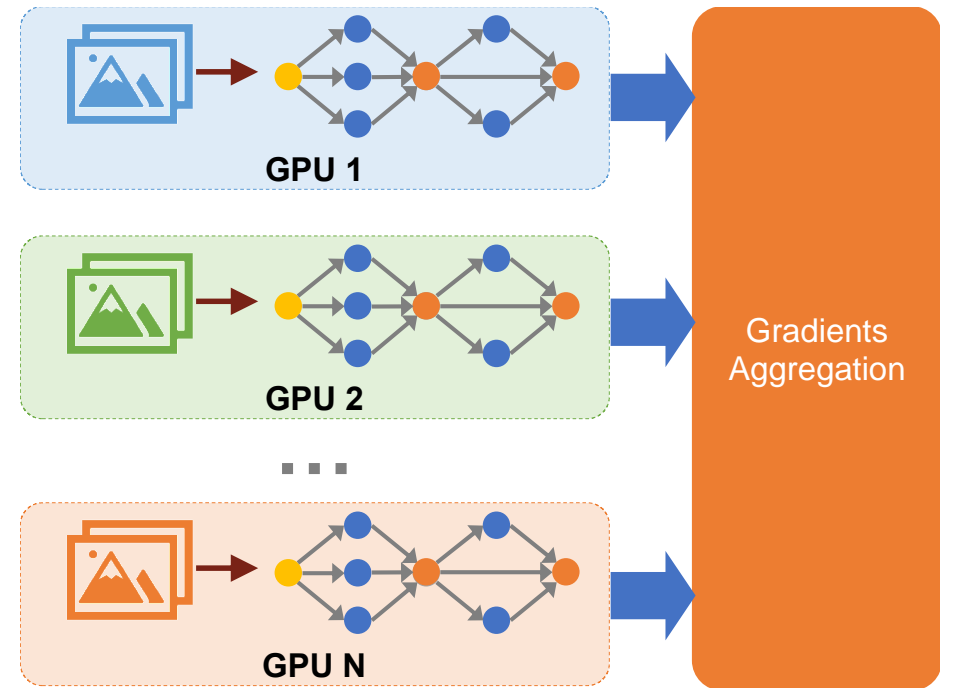 GPU 1
GPU 2
...
GPU N
Gradients
Aggregation